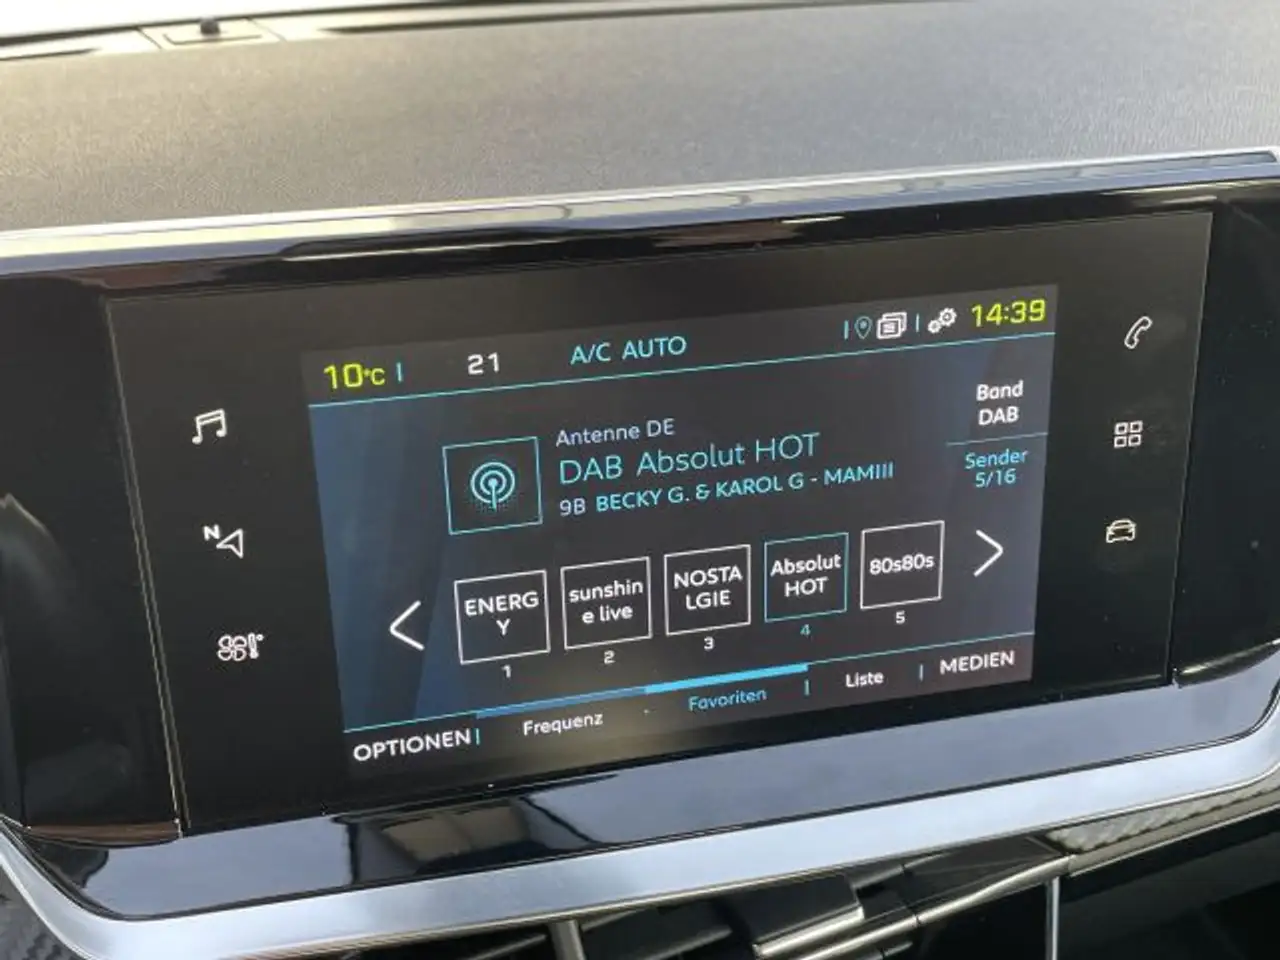 10°C
21
A/C AUTO
14:39
Antenne DE
DAB Absolut HOT
9B BECKY G. & KAROL G - MAMIII
Band
DAB
Sender
5/16
ENERG
Y
1
sunshin
e live
2
NOSTA
LGIE
3
Absolut
HOT
4
80s80s
5
N
OPTIONEN
Frequenz
Favoriten
Liste
MEDIEN